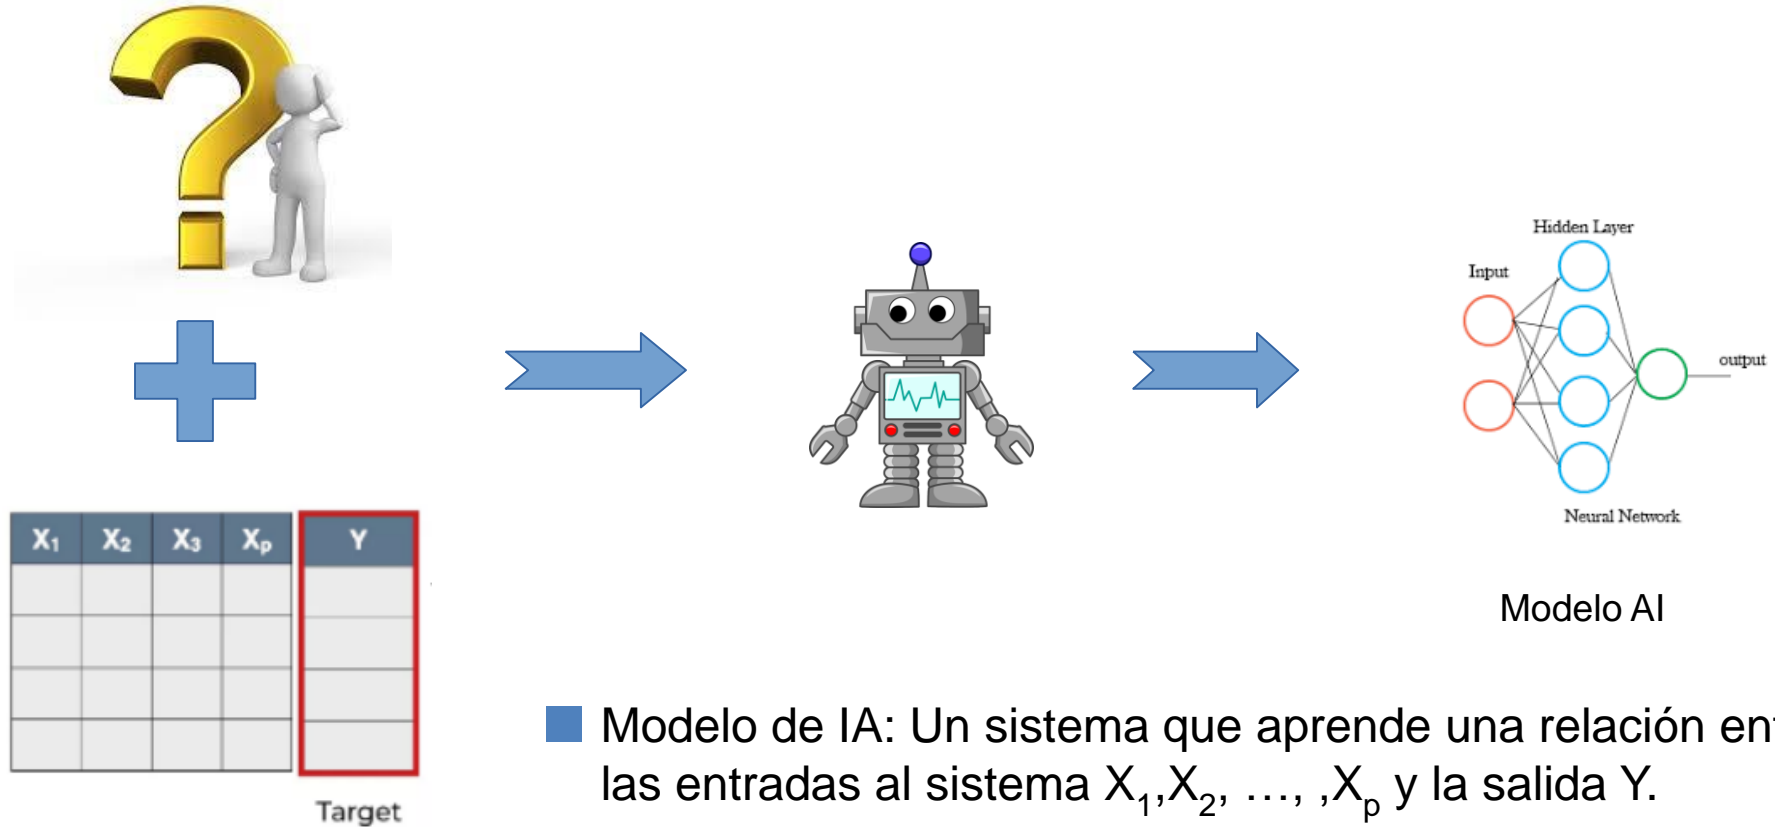 Hidden Layer
Input
output
Neural Network
X₁ X₂ X₃ Xₚ Y
Target
Modelo AI
Modelo de IA: Un sistema que aprende una relación
las entradas al sistema X₁,X₂, …, ,Xₚ y la salida Y.